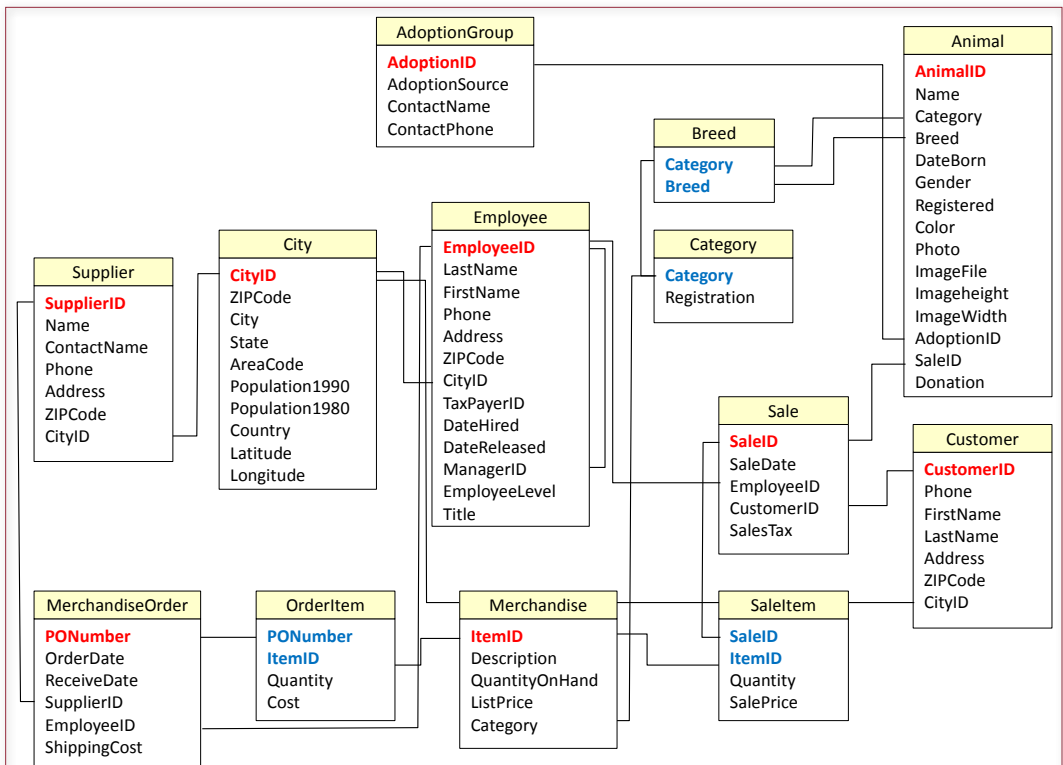 AdoptionGroup
AdoptionID
AdoptionSource
ContactName
ContactPhone
Animal
AnimalID
Name
Category
Breed
DateBorn
Gender
Registered
Color
Photo
ImageFile
Imageheight
ImageWidth
AdoptionID
SaleID
Donation
Breed
Category
Breed
Employee
EmployeeID
LastName
FirstName
Phone
Address
ZIPCode
CityID
TaxPayerID
DateHired
DateReleased
ManagerID
EmployeeLevel
Title
City
CityID
ZIPCode
City
State
AreaCode
Population1990
Population1980
Country
Latitude
Longitude
Category
Category
Registration
Supplier
SupplierID
Name
ContactName
Phone
Address
ZIPCode
CityID
Sale
SaleID
SaleDate
EmployeeID
CustomerID
SalesTax
Customer
CustomerID
Phone
FirstName
LastName
Address
ZIPCode
CityID
MerchandiseOrder
PONumber
OrderDate
ReceiveDate
SupplierID
EmployeeID
ShippingCost
OrderItem
PONumber
ItemID
Quantity
Cost
Merchandise
ItemID
Description
QuantityOnHand
ListPrice
Category
SaleItem
SaleID
ItemID
Quantity
SalePrice